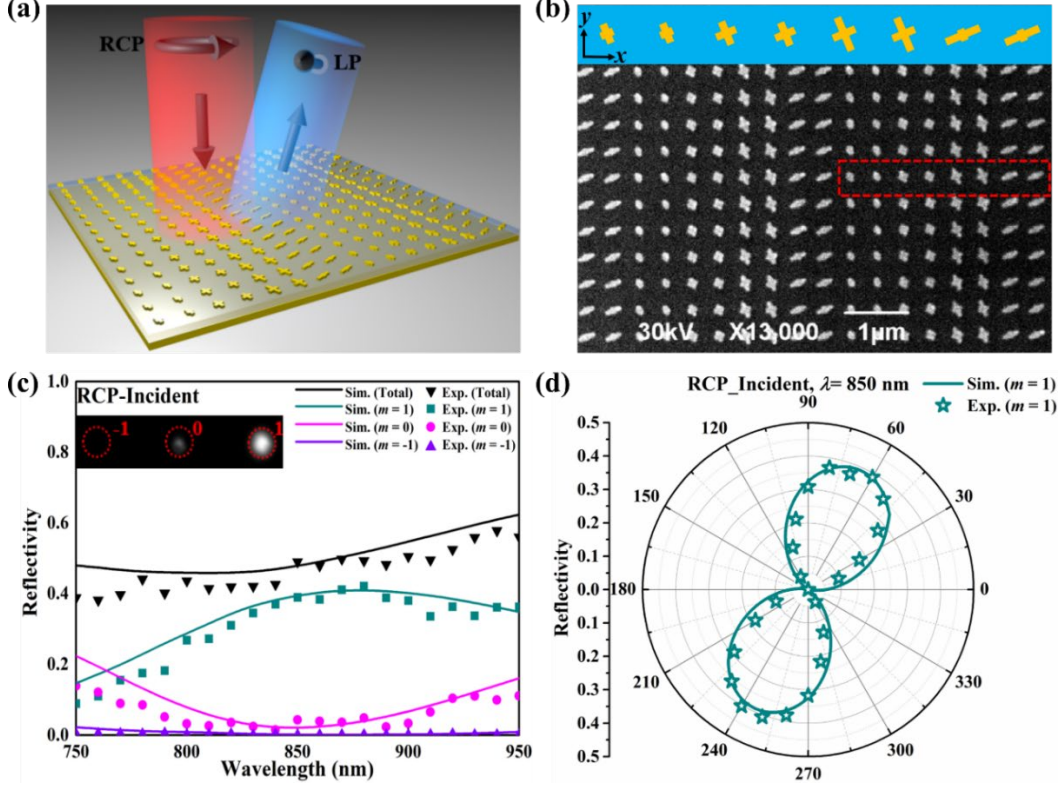 (a)
RCP
LP
(b)
y
x
30kV X13,000 1μm
(c)
RCP-Incident
-1 0 1
Sim. (Total) Exp. (Total)
Sim. (m = 1) Exp. (m = 1)
Sim. (m = 0) Exp. (m = 0)
Sim. (m = -1) Exp. (m = -1)
1.0
0.8
0.6
0.4
0.2
0.0
Reflectivity
750 800 850 900 950
Wavelength (nm)
(d)
RCP_Incident, λ= 850 nm
Sim. (m = 1)
Exp. (m = 1)
0.5
0.4
0.3
0.2
0.1
0.0
0.1
0.2
0.3
0.4
0.5
Reflectivity
90
120 60
150 30
180 0
210 330
240 300
270